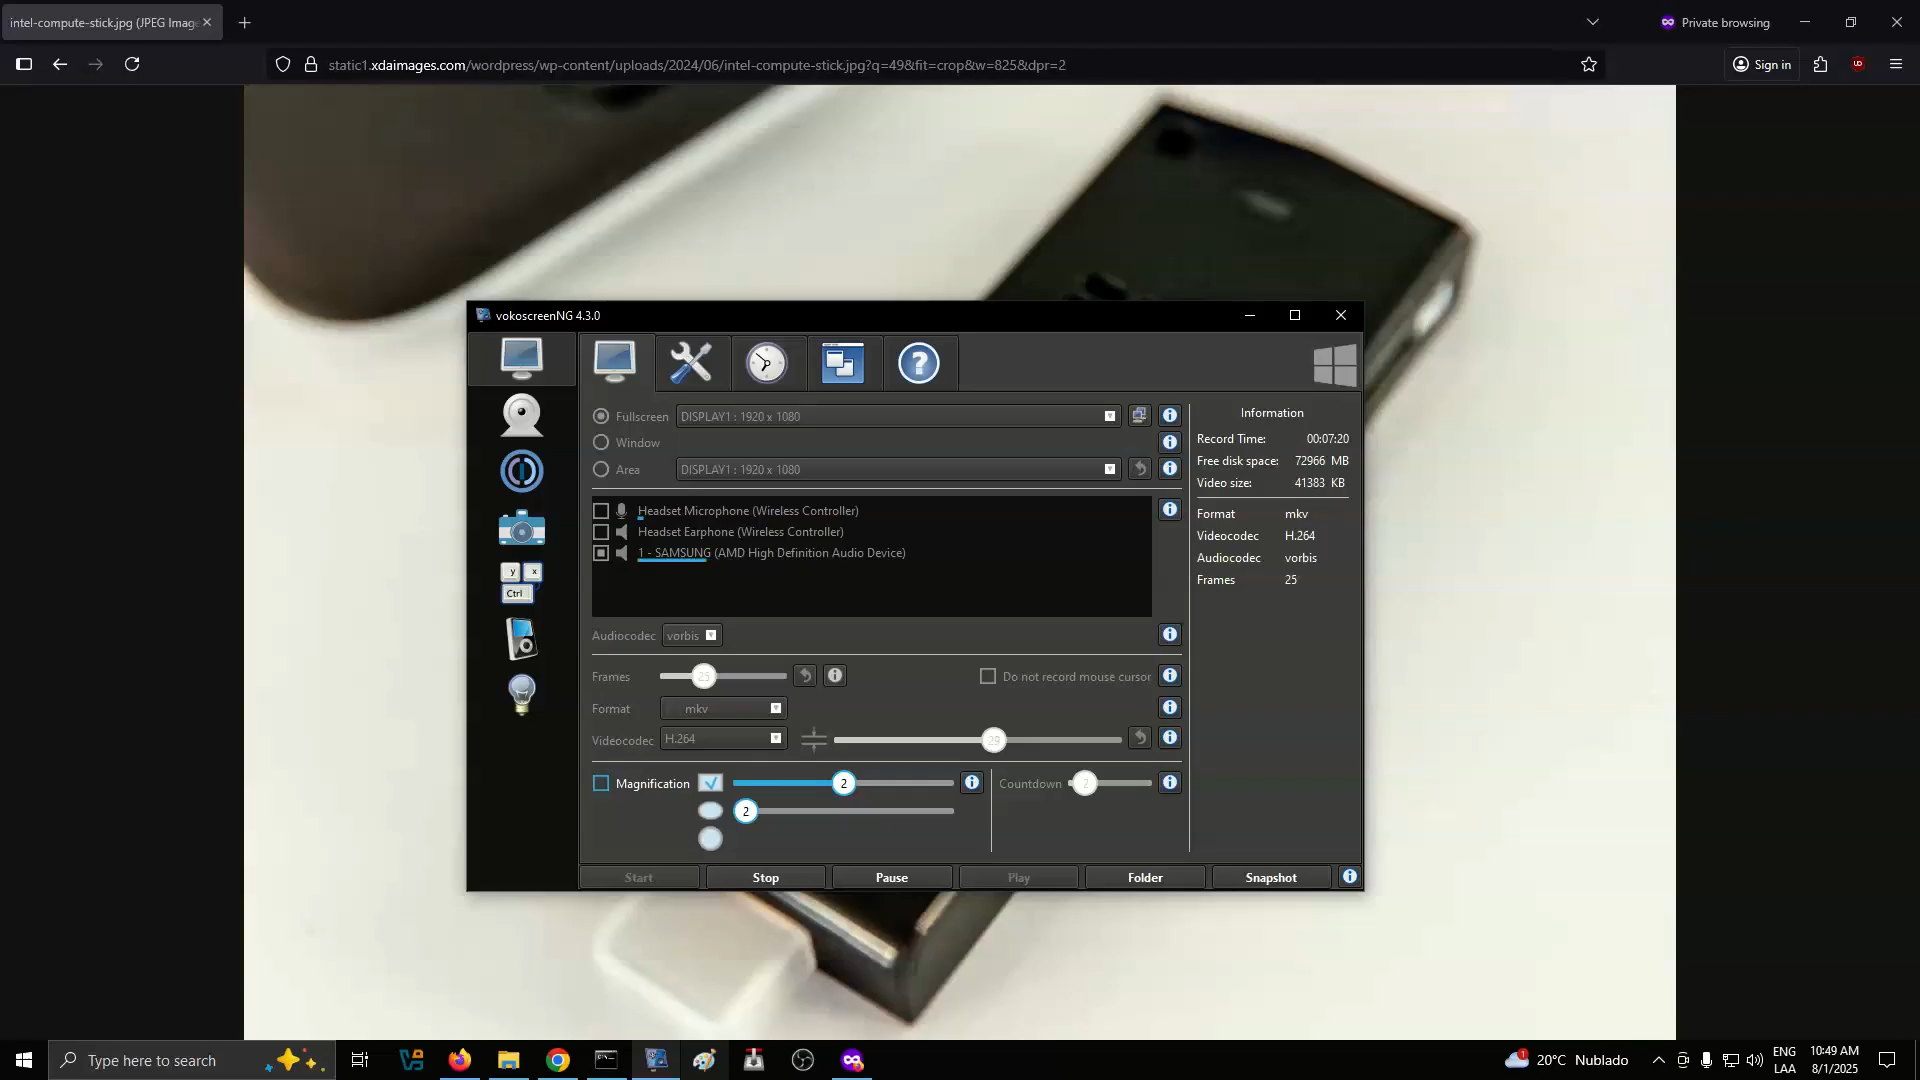 intel-compute-stick.jpg (JPEG Imag
Private browsing
static1.xdaimages.com/wordpress/wp-content/uploads/2024/06/intel-compute-stick.jpg?q=49&fit=crop&w=825&dpr=2
Sign in
vokoscreenNG 4.3.0
Fullscreen DISPLAY1 : 1920 x 1080
Window
Area DISPLAY1 : 1920 x 1080
Information
Record Time: 00:07:20
Free disk space: 72966 MB
Video size: 41383 KB
Format mkv
Videocodec H.264
Audiocodec vorbis
Frames 25
Headset Microphone (Wireless Controller)
Headset Earphone (Wireless Controller)
1 - SAMSUNG (AMD High Definition Audio Device)
y x
Ctrl
Audiocodec vorbis
Frames 25
Do not record mouse cursor
Format mkv
Videocodec H.264 29
Magnification 2
Countdown 2
2
Start Stop Pause Play Folder Snapshot
Type here to search
20°C Nublado
ENG
LAA
10:49 AM
8/1/2025